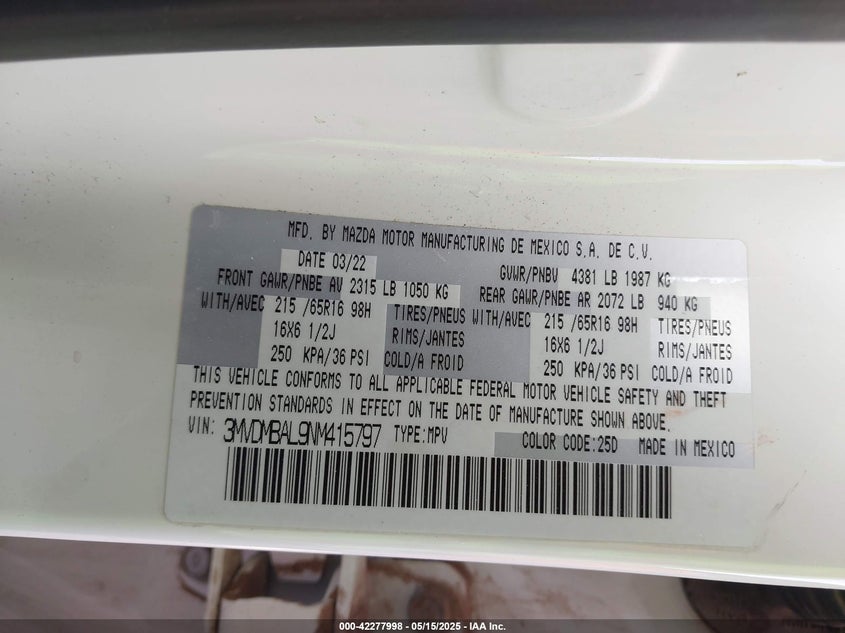 MFD. BY MAZDA MOTOR MANUFACTURING DE MEXICO S.A. DE C.V.
DATE 03/22 GVWR/PNBV 4381 LB 1987 KG
FRONT GAWR/PNBE AV 2315 LB 1050 KG REAR GAWR/PNBE AR 2072 LB 940 KG
WITH/AVEC 215 /65R16 98H TIRES/PNEUS WITH/AVEC 215 /65R16 98H TIRES/PNEUS
16X6 1/2J RIMS/JANTES 16X6 1/2J RIMS/JANTES
250 KPA/36 PSI COLD/A FROID 250 KPA/36 PSI COLD/A FROID
THIS VEHICLE CONFORMS TO ALL APPLICABLE FEDERAL MOTOR VEHICLE SAFETY AND THEFT
PREVENTION STANDARDS IN EFFECT ON THE DATE OF MANUFACTURE SHOWN ABOVE.
VIN: 3MVDMBAL9NM415797 TYPE:MPV COLOR CODE:25D MADE IN MEXICO
000-42277998 - 05/15/2025 - IAA Inc.